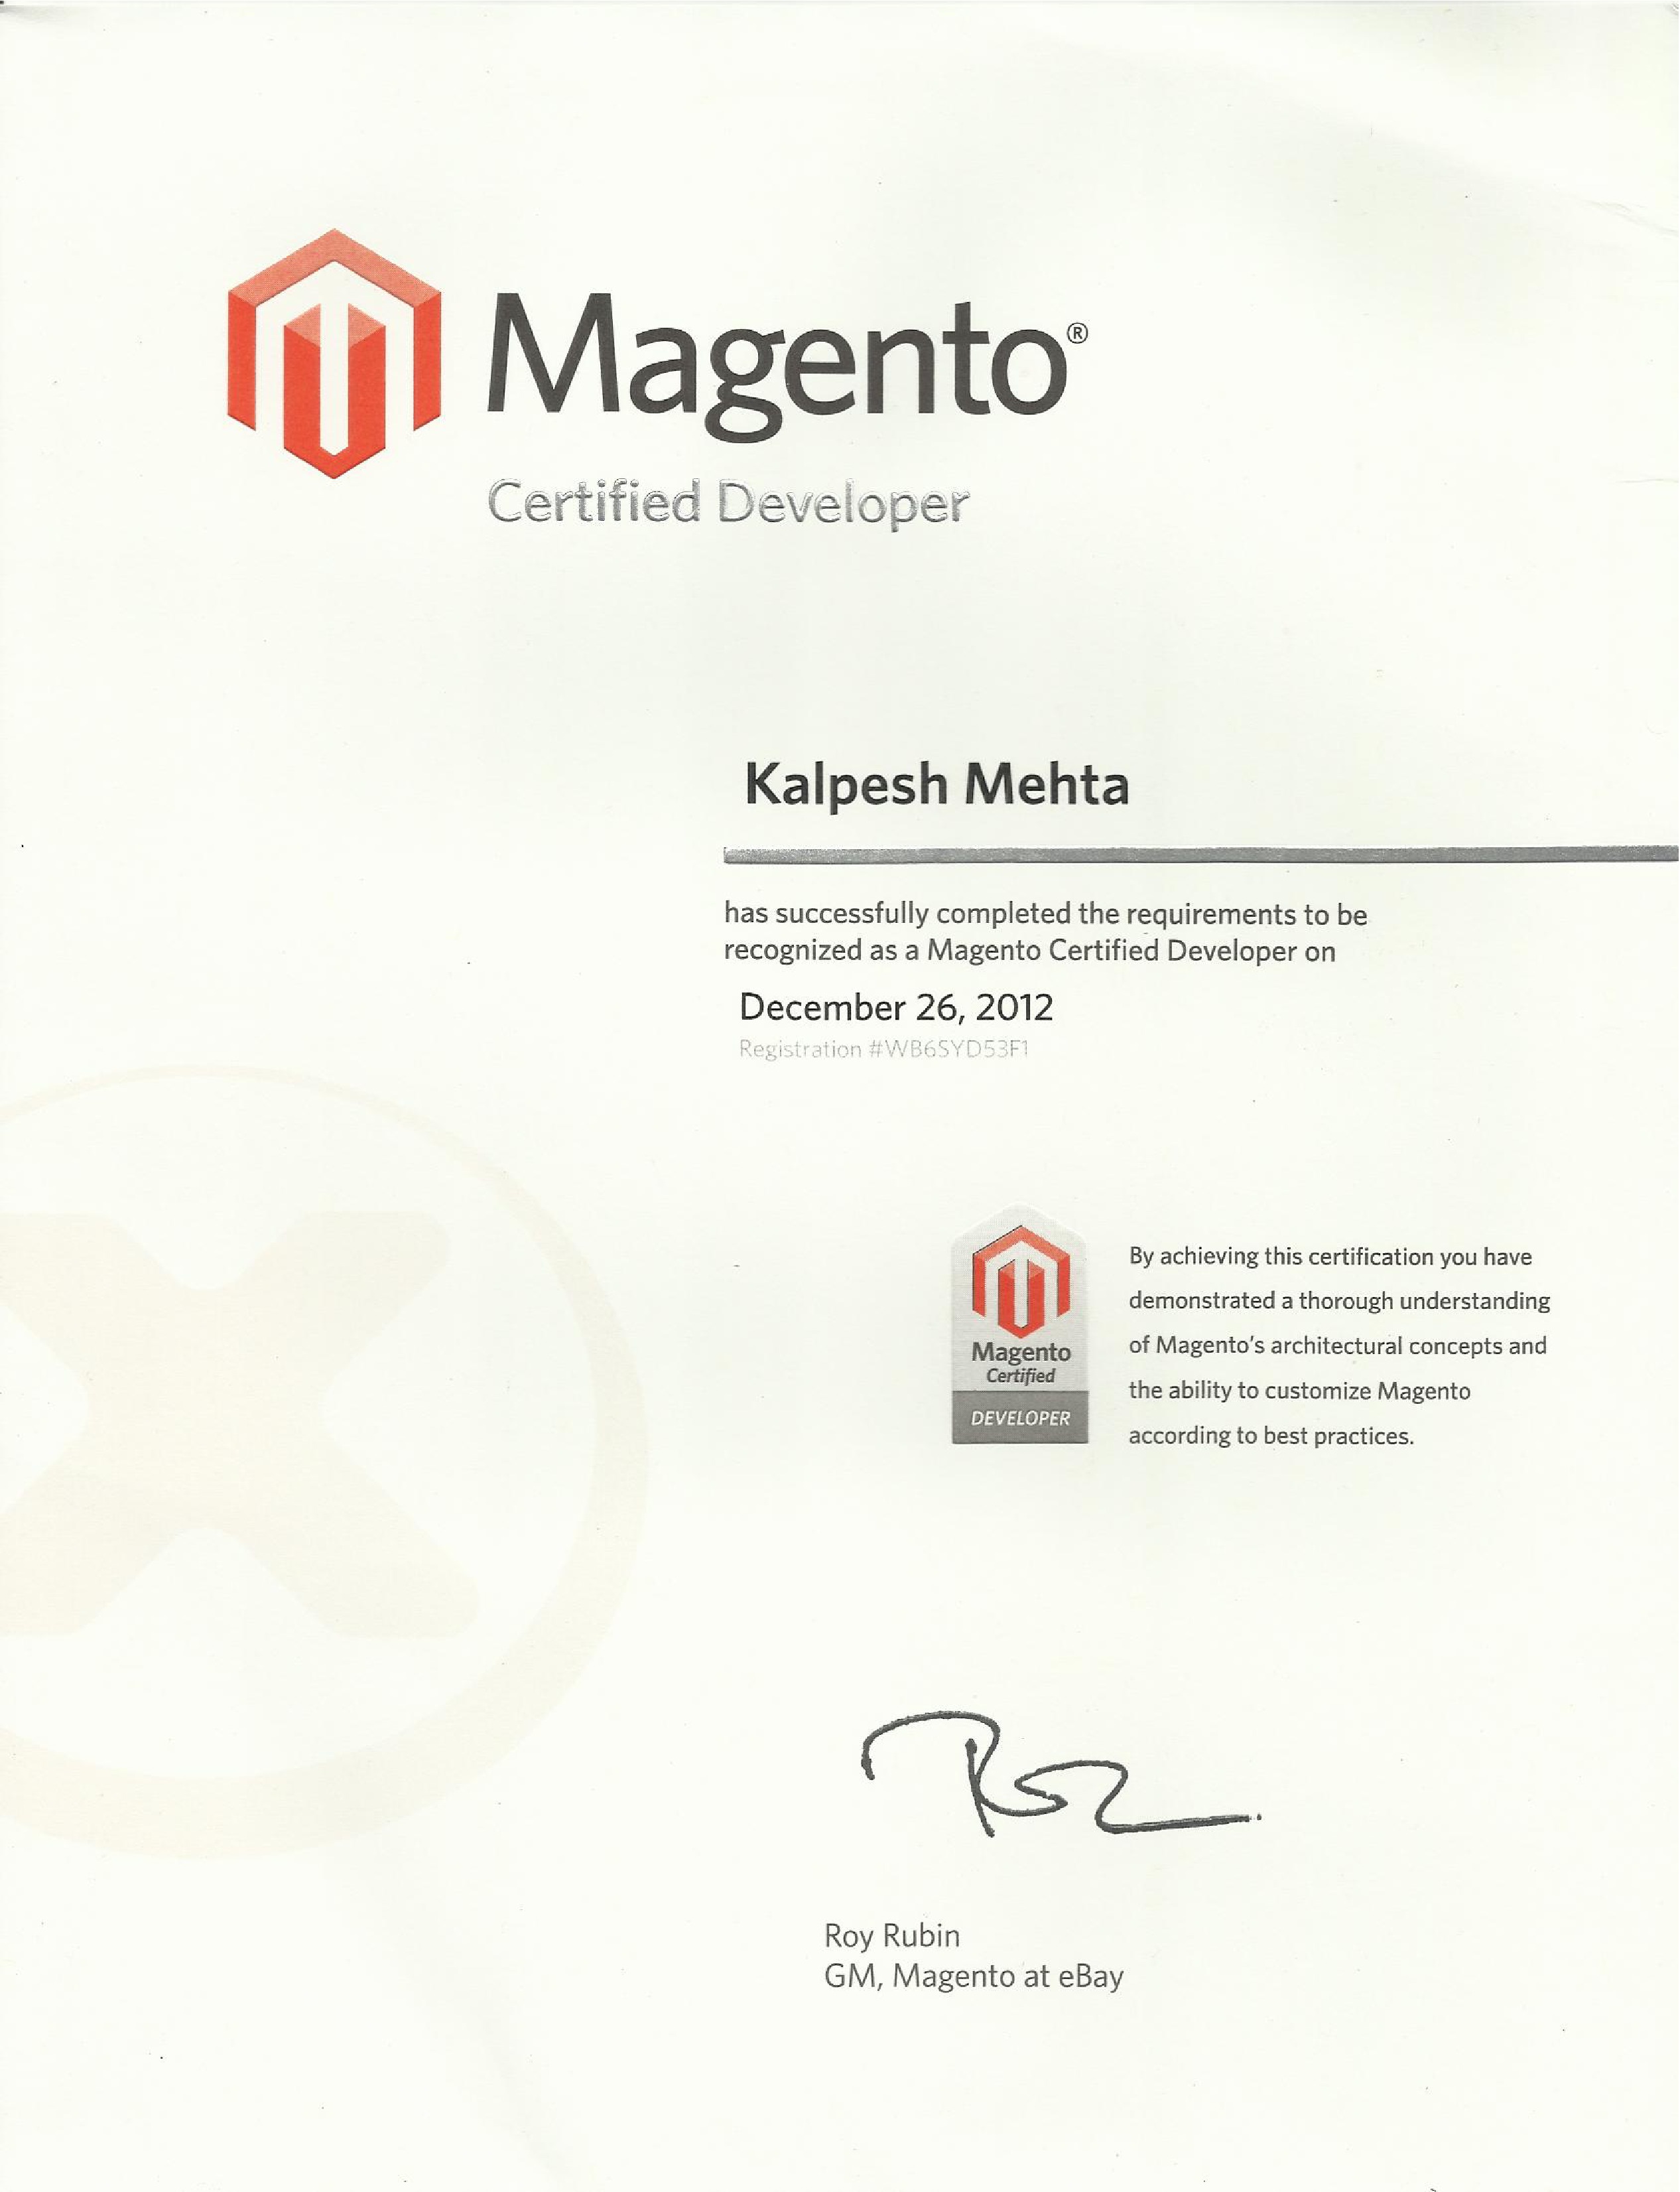 Magento®
Certified Developer
Kalpesh Mehta
has successfully completed the requirements to be
recognized as a Magento Certified Developer on
December 26, 2012
Registration #WB6SYD53F1
Magento
Certified
DEVELOPER
By achieving this certification you have
demonstrated a thorough understanding
of Magento's architectural concepts and
the ability to customize Magento
according to best practices.
Roy Rubin
GM, Magento at eBay